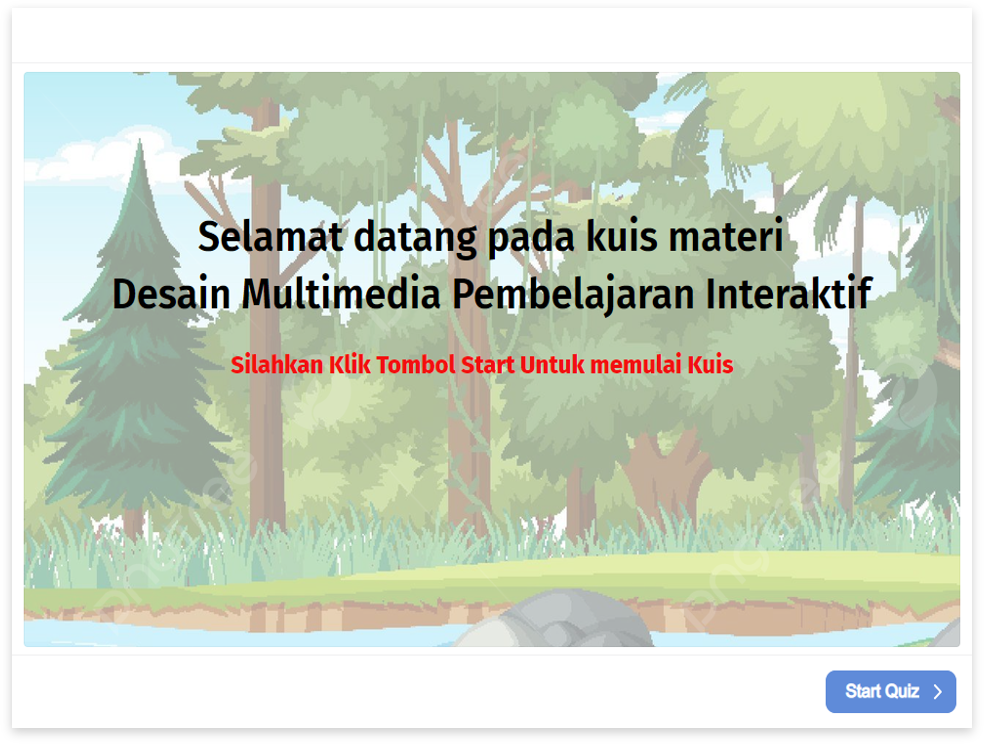 Selamat datang pada kuis materi
Desain Multimedia Pembelajaran Interaktif
Silahkan Klik Tombol Start Untuk memulai Kuis
Start Quiz